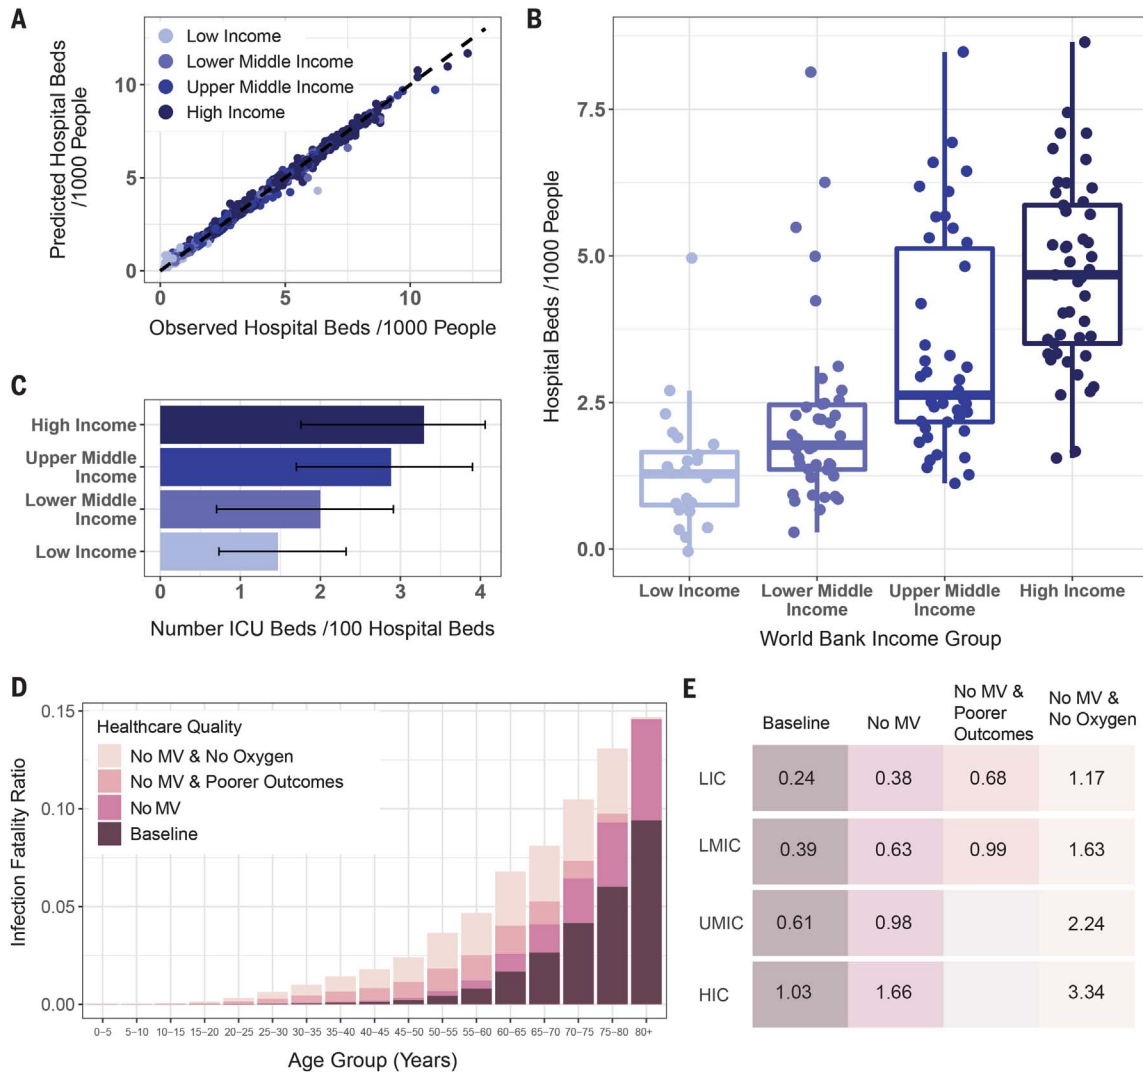 A
Predicted Hospital Beds
/1000 People
10
5
0
Low Income
Lower Middle Income
Upper Middle Income
High Income
0 5 10
Observed Hospital Beds /1000 People
B
Hospital Beds /1000 People
7.5
5.0
2.5
0.0
Low Income
Lower Middle
Income
Upper Middle
Income
High Income
World Bank Income Group
C
High Income
Upper Middle
Income
Lower Middle
Income
Low Income
0 1 2 3 4
Number ICU Beds /100 Hospital Beds
D
Infection Fatality Ratio
0.15
0.10
0.05
0.00
Healthcare Quality
No MV & No Oxygen
No MV & Poorer Outcomes
No MV
Baseline
0–5 5–10 10–15 15–20 20–25 25–30 30–35 35–40 40–45 45–50 50–55 55–60 60–65 65–70 70–75 75–80 80+
Age Group (Years)
E
Baseline
No MV
No MV &
Poorer
Outcomes
No MV &
No Oxygen
LIC 0.24 0.38 0.68 1.17
LMIC 0.39 0.63 0.99 1.63
UMIC 0.61 0.98 2.24
HIC 1.03 1.66 3.34